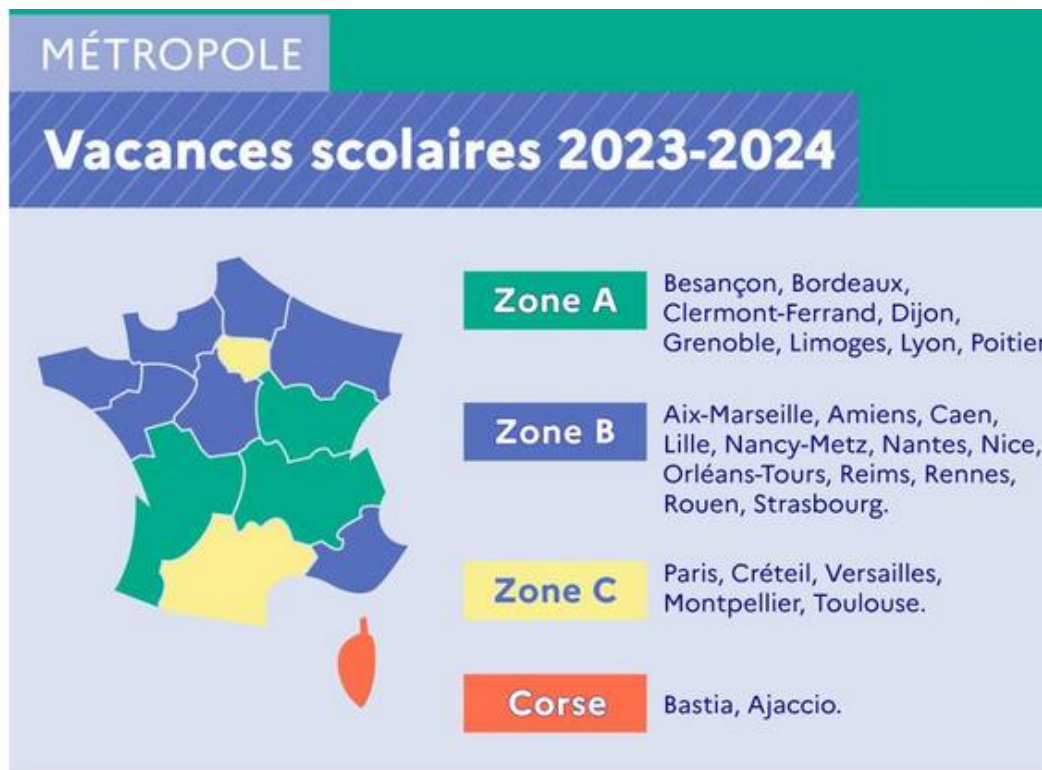 MÉTROPOLE
Vacances scolaires 2023-2024
Zone A
Besançon, Bordeaux,
Clermont-Ferrand, Dijon,
Grenoble, Limoges, Lyon, Poitier
Zone B
Aix-Marseille, Amiens, Caen,
Lille, Nancy-Metz, Nantes, Nice,
Orléans-Tours, Reims, Rennes,
Rouen, Strasbourg.
Zone C
Paris, Créteil, Versailles,
Montpellier, Toulouse.
Corse
Bastia, Ajaccio.